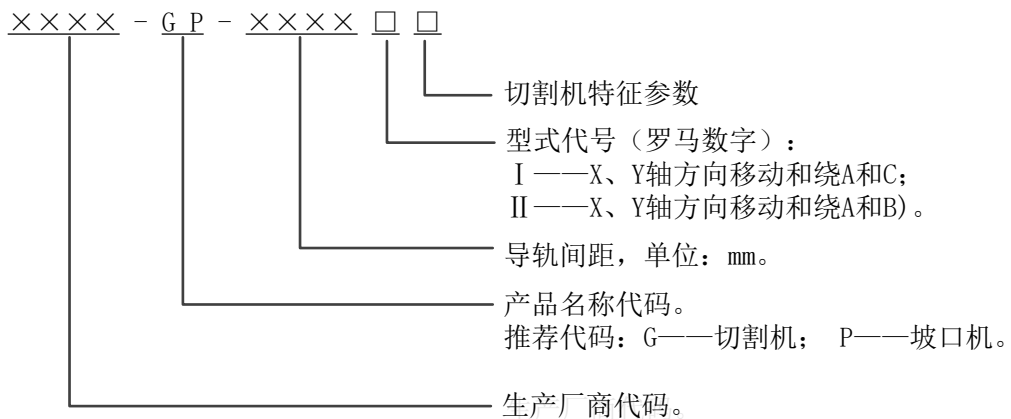 ×××× - G P - ×××× □ □
切割机特征参数
型式代号（罗马数字）：
Ⅰ——X、Y轴方向移动和绕A和C；
Ⅱ——X、Y轴方向移动和绕A和B)。
导轨间距，单位：mm。
产品名称代码。
推荐代码：G——切割机； P——坡口机。
生产厂商代码。